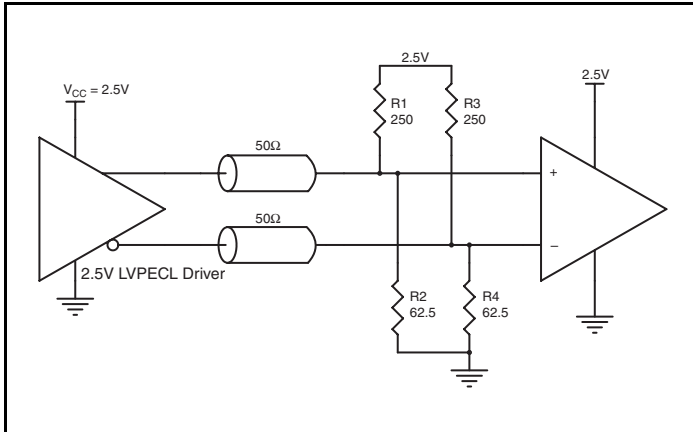 2.5V
2.5V
V_CC = 2.5V
R1
250
R3
250
50Ω
+
50Ω
–
2.5V LVPECL Driver
R2
62.5
R4
62.5